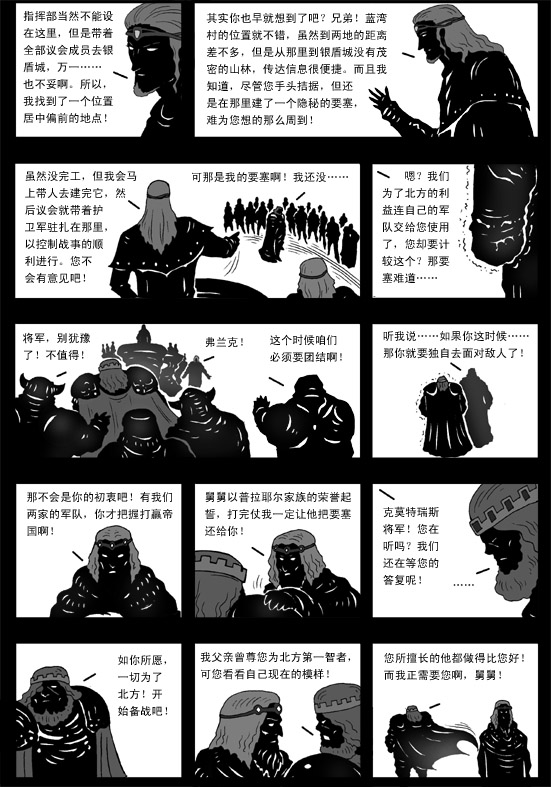 指挥部当然不能设
在这里，但是带着
全部议会成员去银
盾城，万一……
也不妥啊。所以，
我找到了一个位置
居中偏前的地点！
其实你也早就想到了吧？兄弟！蓝湾
村的位置就不错，虽然到两地的距离
差不多，但是从那里到银盾城没有茂
密的山林，传达信息很便捷。而且我
知道，尽管您手头拮据，但还
是在那里建了一个隐秘的要塞，
难为您想的那么周到！
虽然没完工，但我会马
上带人去建完它，然
后议会就带着护
卫军驻扎在那里，
以控制战事的顺
利进行。您不
会有意见吧！
可那是我的要塞啊！我还没……
嗯？我们
为了北方的利
益连自己的军
队交给您使用
了，您却要计
较这个？那要
塞难道……
将军，别犹豫
了！不值得！
弗兰克！
这个时候咱们
必须要团结啊！
听我说……如果你这时候……
那你就要独自去面对敌人了！
那不会是你的初衷吧！有我们
两家的军队，你才把握打赢帝
国啊！
舅舅以普拉耶尔家族的荣誉起
誓，打完仗我一定让他把要塞
还给你！
克莫特瑞斯
将军！您在
听吗？我们
还在等您的
答复呢！
……
如你所愿，
一切为了
北方！开
始备战吧！
我父亲曾尊您为北方第一智者，
可您看看自己现在的模样！
您所擅长的他都做得比您好！
而我正需要您啊，舅舅！